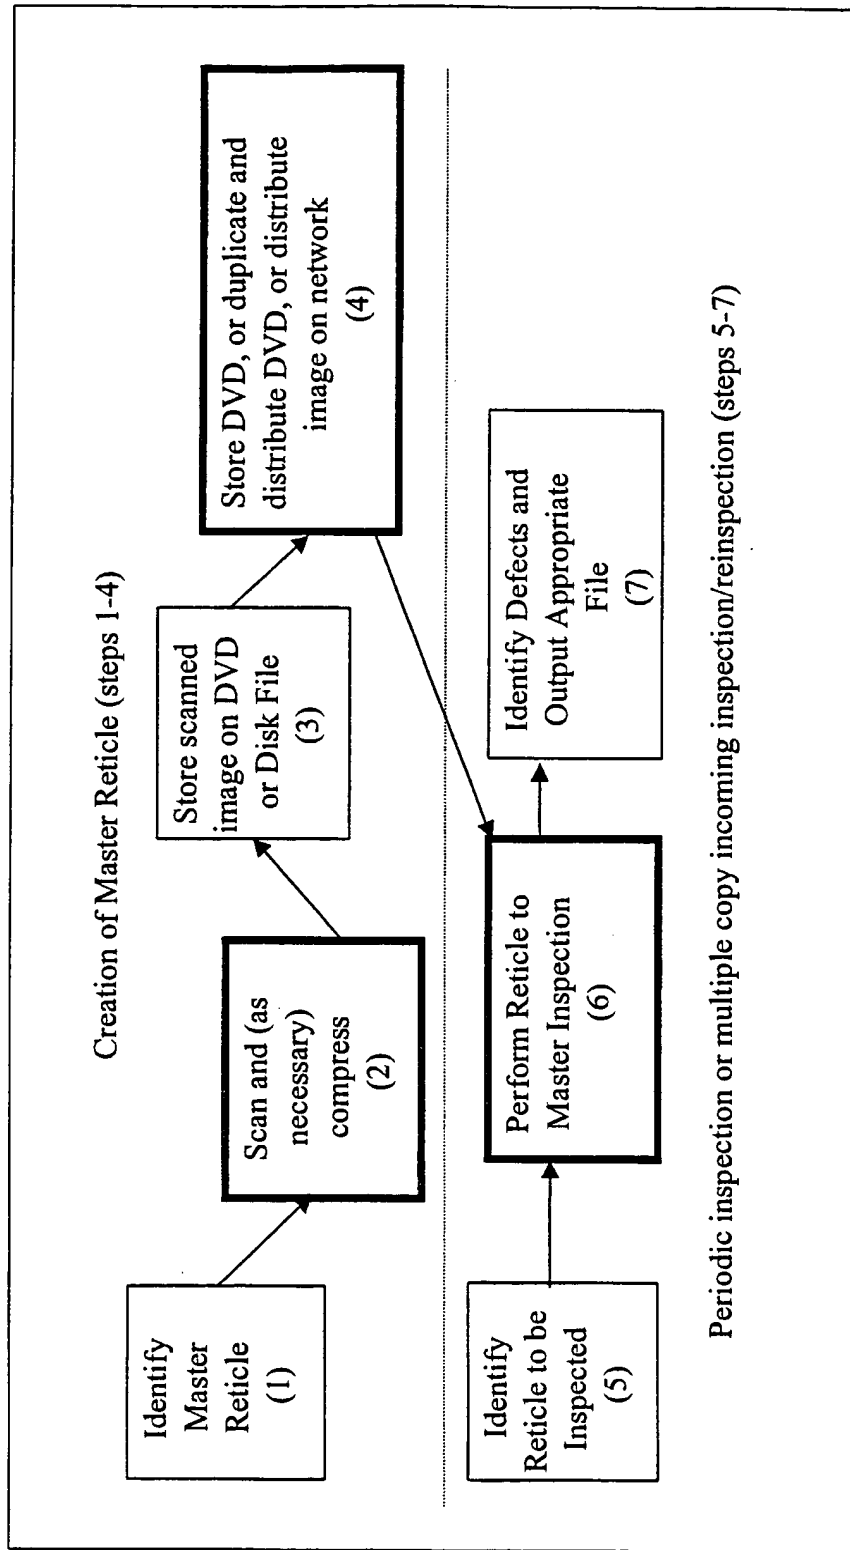 Creation of Master Reticle (steps 1-4)
Identify
Master
Reticle
(1)
Scan and (as
necessary)
compress
(2)
Store scanned
image on DVD
or Disk File
(3)
Store DVD, or duplicate and
distribute DVD, or distribute
image on network
(4)
Identify
Reticle to be
Inspected
(5)
Perform Reticle to
Master Inspection
(6)
Identify Defects and
Output Appropriate
File
(7)
Periodic inspection or multiple copy incoming inspection/reinspection (steps 5-7)